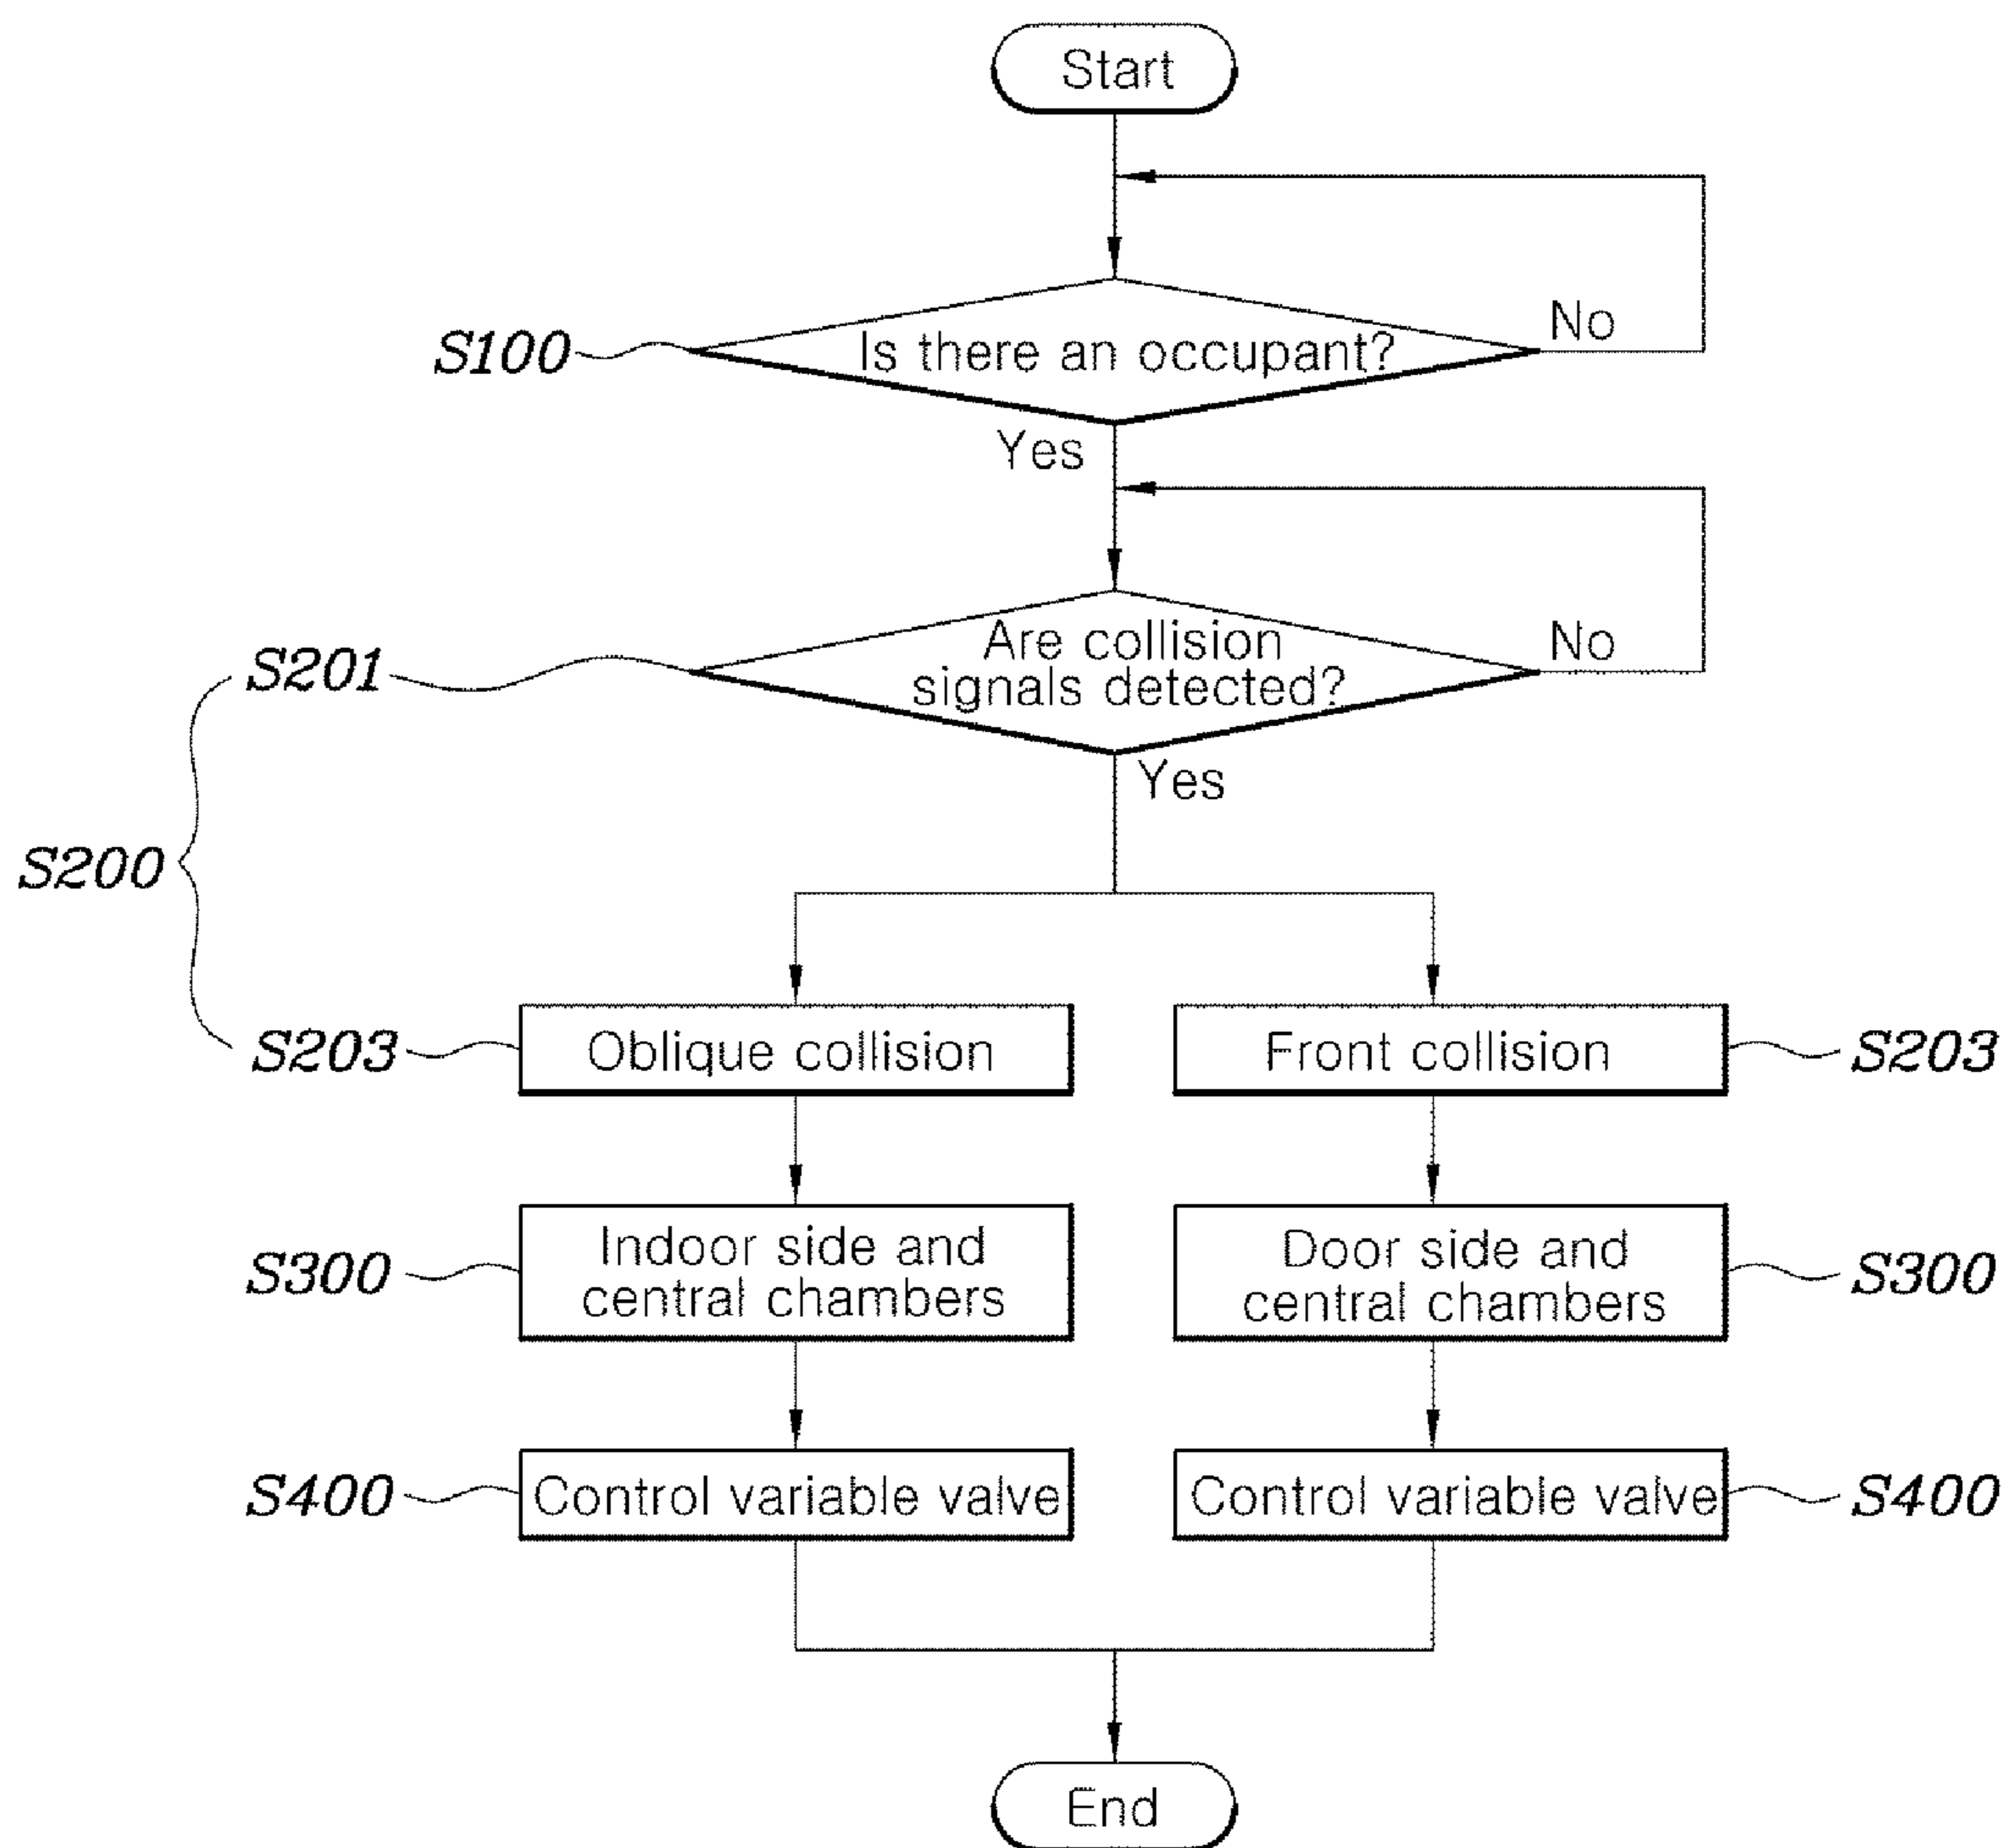 Start
No
S100
Is there an occupant?
Yes
No
S201
Are collision
signals detected?
Yes
S200
S203
Oblique collision
Front collision
S203
S300
Indoor side and
central chambers
Door side and
central chambers
S300
S400
Control variable valve
Control variable valve
S400
End